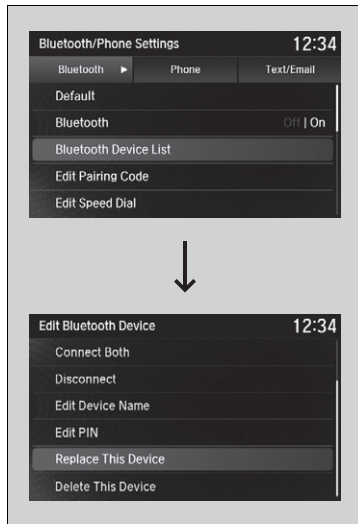 Bluetooth/Phone Settings 12:34
Bluetooth ► Phone Text/Email
Default
Bluetooth Off | On
Bluetooth Device List
Edit Pairing Code
Edit Speed Dial
Edit Bluetooth Device 12:34
Connect Both
Disconnect
Edit Device Name
Edit PIN
Replace This Device
Delete This Device